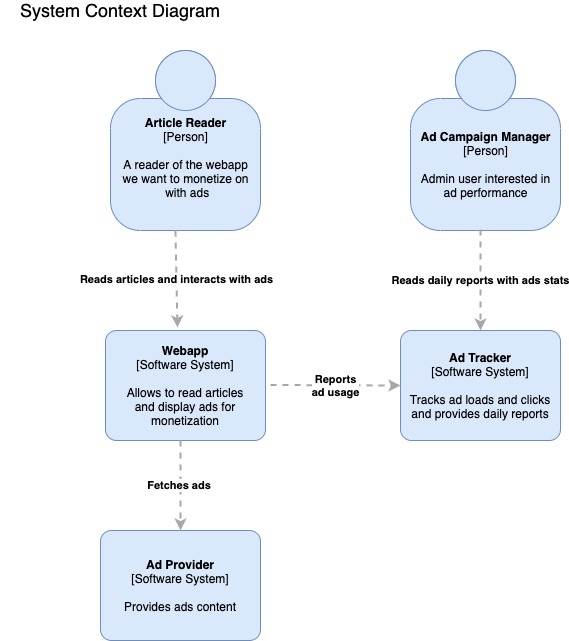 System Context Diagram
Article Reader
[Person]
A reader of the webapp
we want to monetize on
with ads
Ad Campaign Manager
[Person]
Admin user interested in
ad performance
Reads articles and interacts with ads
Reads daily reports with ads stats
Webapp
[Software System]
Allows to read articles
and display ads for
monetization
Reports
ad usage
Ad Tracker
[Software System]
Tracks ad loads and clicks
and provides daily reports
Fetches ads
Ad Provider
[Software System]
Provides ads content